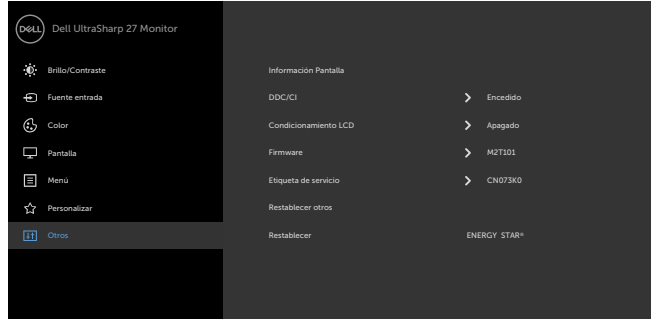 DELL Dell UltraSharp 27 Monitor
Brillo/Contraste
Fuente entrada
Color
Pantalla
Menú
Personalizar
Otros
Información Pantalla
DDC/CI Encedido
Condicionamiento LCD Apagado
Firmware M2T101
Etiqueta de servicio CN073K0
Restablecer otros
Restablecer ENERGY STAR®